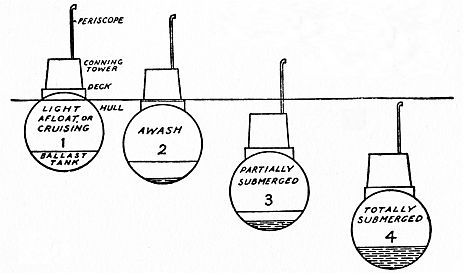 PERISCOPE
CONNING
TOWER
DECK
HULL
LIGHT
AFLOAT, OR
CRUISING
1
BALLAST
TANK
AWASH
2
PARTIALLY
SUBMERGED
3
TOTALLY
SUBMERGED
4